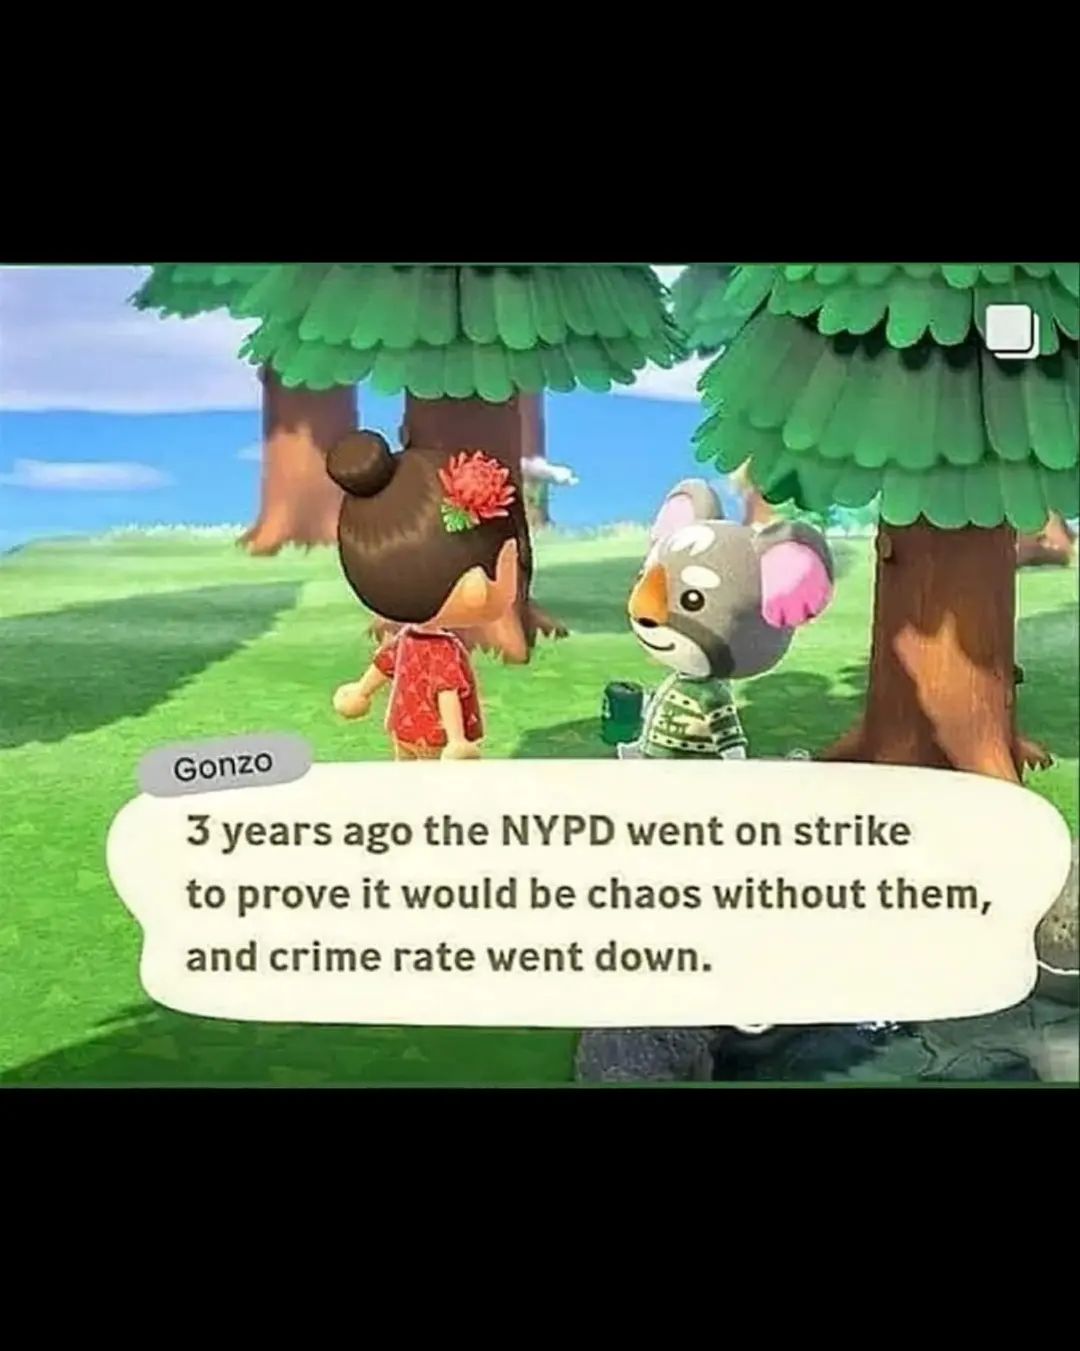 Gonzo
3 years ago the NYPD went on strike
to prove it would be chaos without them,
and crime rate went down.